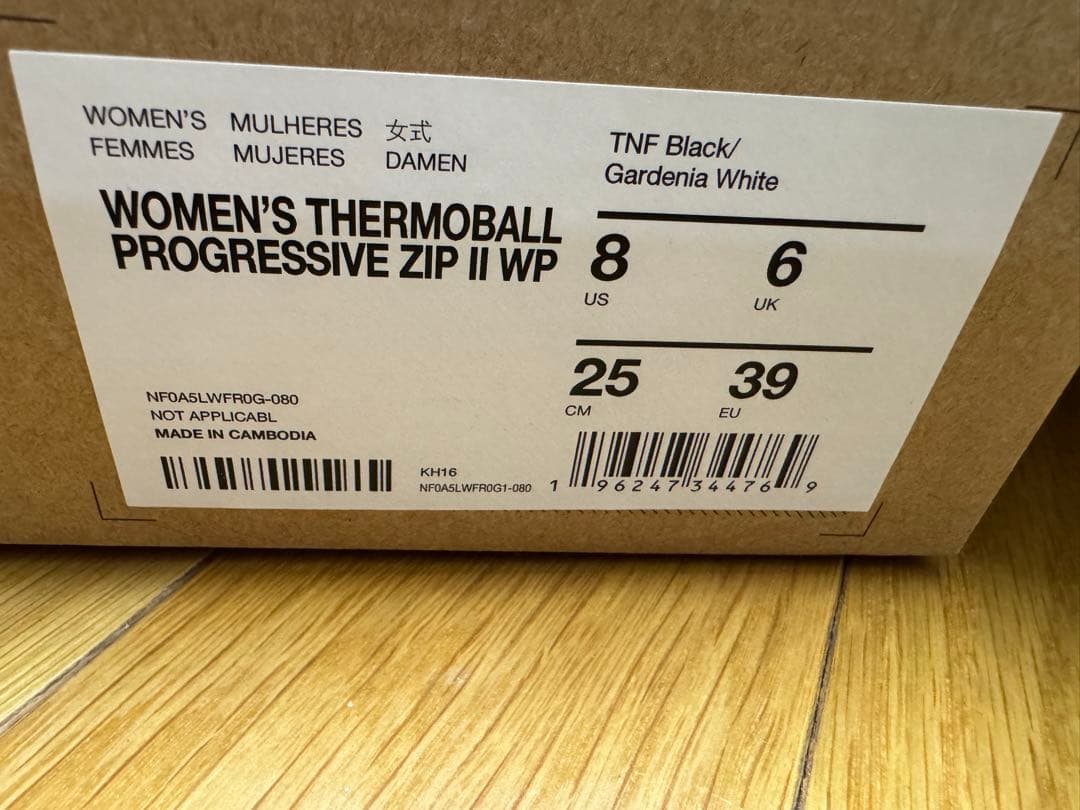 WOMEN'S MULHERES 女式
FEMMES MUJERES DAMEN
WOMEN'S THERMOBALL
PROGRESSIVE ZIP II WP
TNF Black/
Gardenia White
8 6
US UK
25 39
CM EU
NF0A5LWFR0G-080
NOT APPLICABL
MADE IN CAMBODIA
KH16
NF0A5LWFR0G1-080
1 96247 34476 9